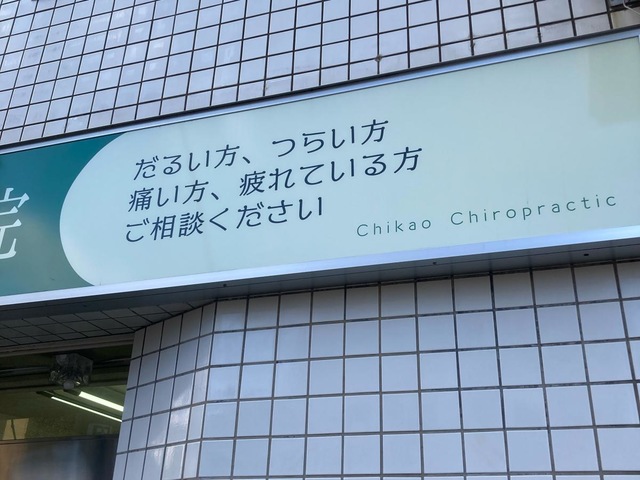 院
だるい方、つらい方
痛い方、疲れている方
ご相談ください
Chikao Chiropractic